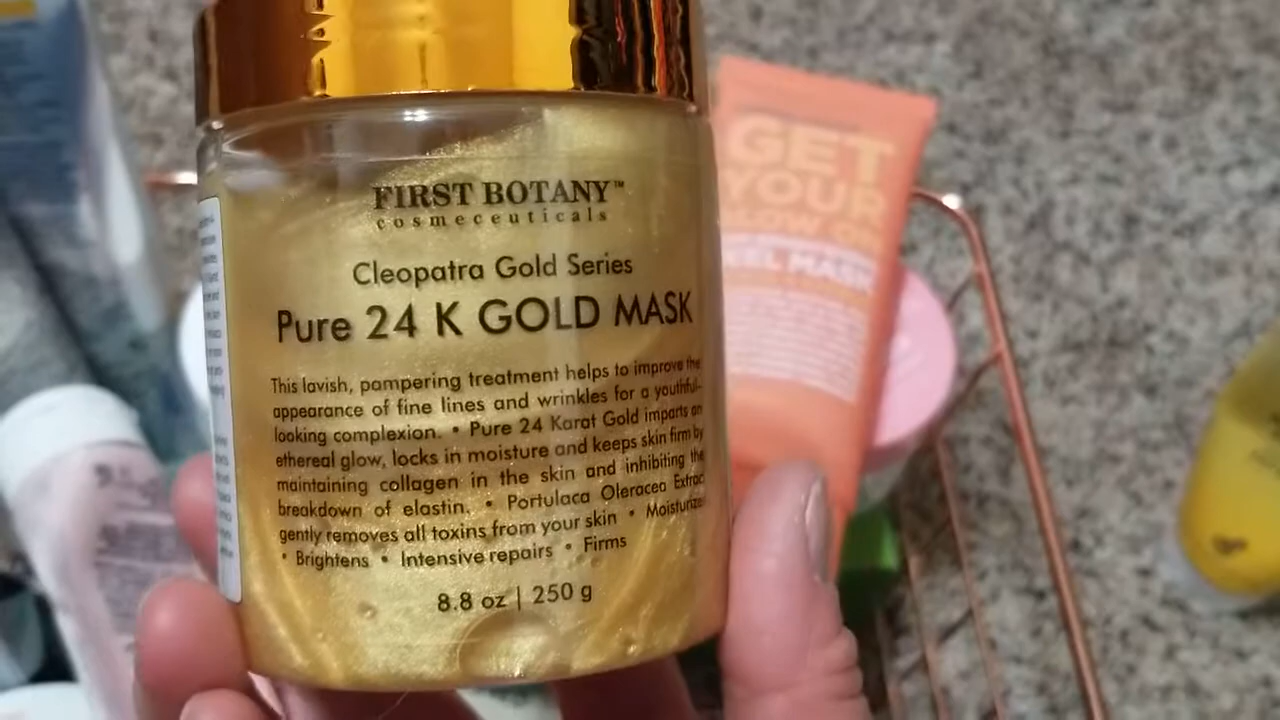 FIRST BOTANY™
cosmeceuticals
Cleopatra Gold Series
Pure 24 K GOLD MASK
This lavish, pampering treatment helps to improve the
appearance of fine lines and wrinkles for a youthful-
looking complexion. • Pure 24 Karat Gold imparts an
ethereal glow, locks in moisture and keeps skin firm by
maintaining collagen in the skin and inhibiting the
breakdown of elastin. • Portulaca Oleracea Extract
gently removes all toxins from your skin • Moisturizes
• Brightens • Intensive repairs • Firms
8.8 oz | 250 g
GET
YOUR
GLOW ON
MASK